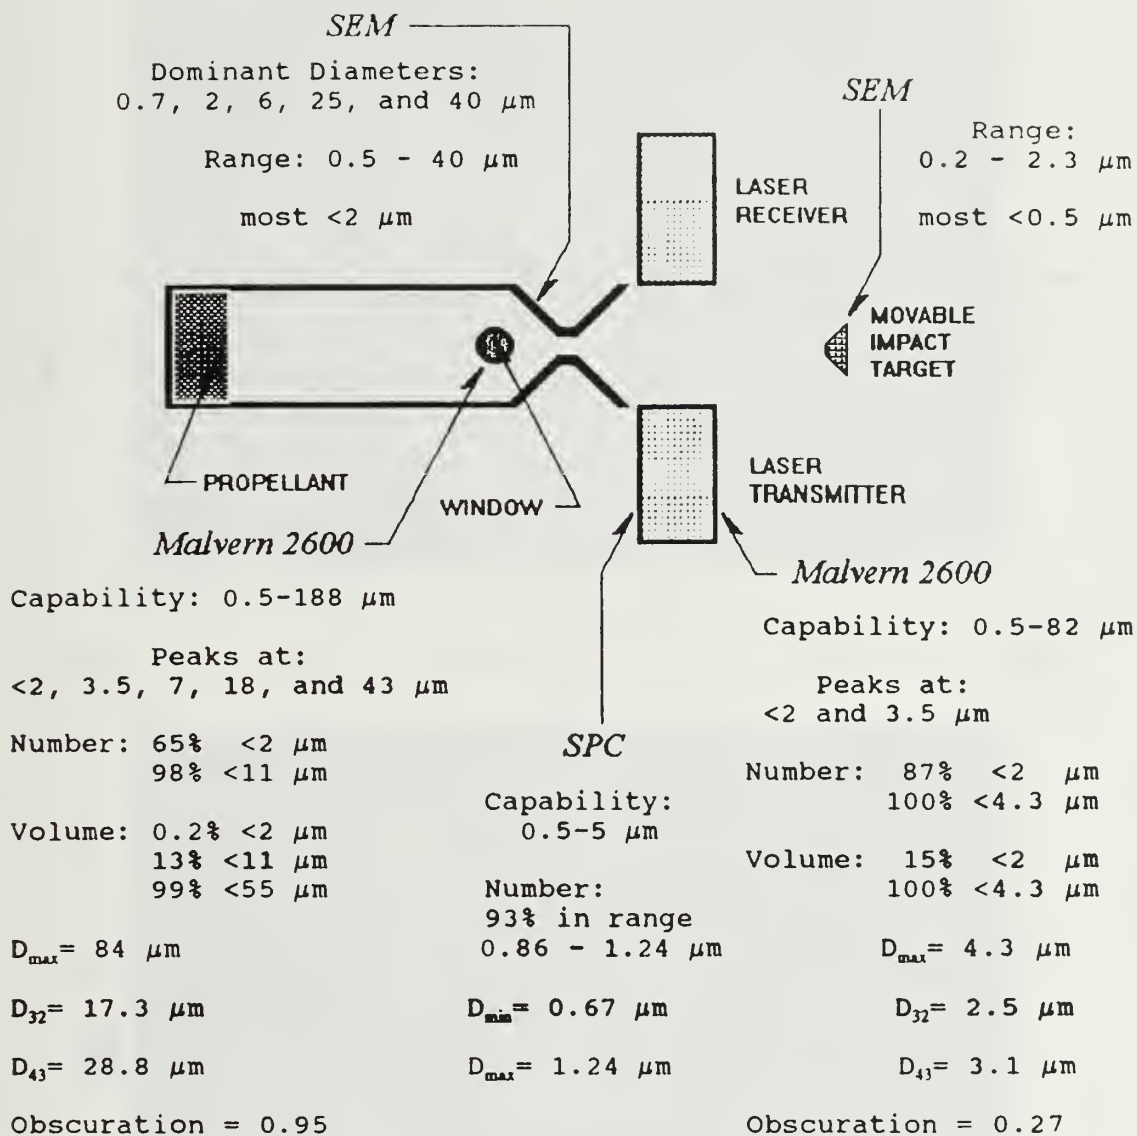 SEM
Dominant Diameters:
0.7, 2, 6, 25, and 40 μm
Range: 0.5 - 40 μm
most <2 μm
SEM
Range:
0.2 - 2.3 μm
most <0.5 μm
LASER
RECEIVER
MOVABLE
IMPACT
TARGET
PROPELLANT
WINDOW
LASER
TRANSMITTER
Malvern 2600
Capability: 0.5-188 μm
Peaks at:
<2, 3.5, 7, 18, and 43 μm
Number: 65% <2 μm
98% <11 μm
Volume: 0.2% <2 μm
13% <11 μm
99% <55 μm
Dmax= 84 μm
D32= 17.3 μm
D43= 28.8 μm
Obscuration = 0.95
SPC
Capability:
0.5-5 μm
Number:
93% in range
0.86 - 1.24 μm
Dmin= 0.67 μm
Dmax= 1.24 μm
Malvern 2600
Capability: 0.5-82 μm
Peaks at:
<2 and 3.5 μm
Number: 87% <2 μm
100% <4.3 μm
Volume: 15% <2 μm
100% <4.3 μm
Dmax= 4.3 μm
D32= 2.5 μm
D43= 3.1 μm
Obscuration = 0.27